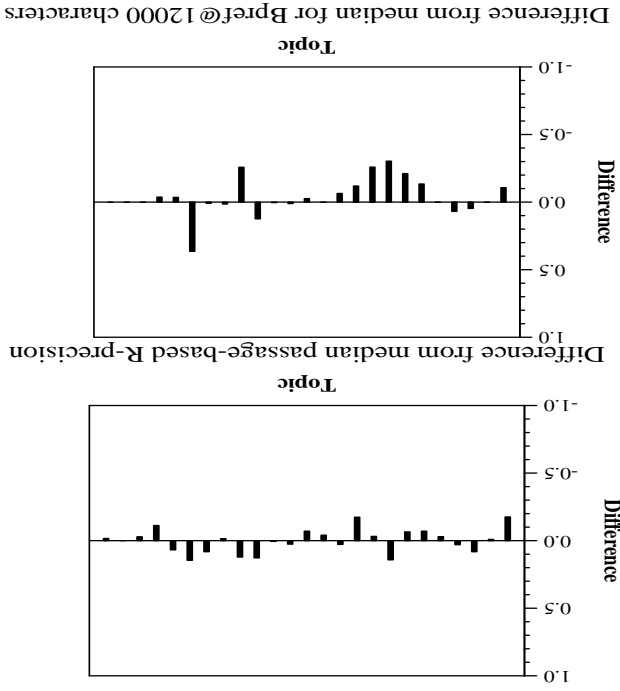 1.0
0.5
0.0
-0.5
-1.0
Difference
Topic
Difference from median passage-based R-precision
1.0
0.5
0.0
-0.5
-1.0
Difference
Topic
Difference from median for Bpref@12000 characters